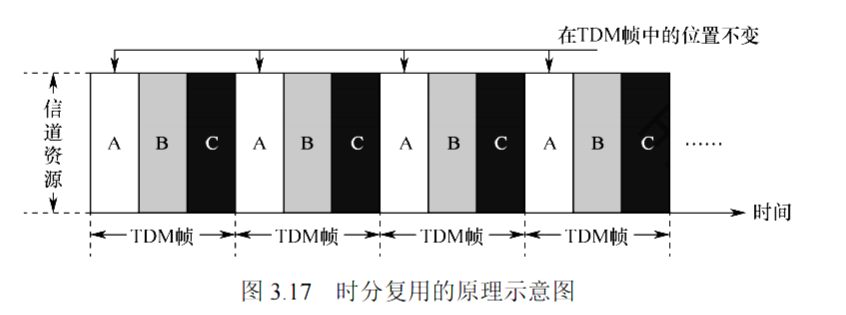 在TDM帧中的位置不变
信道资源
A B C A B C A B C A B C ……
时间
TDM帧 TDM帧 TDM帧 TDM帧
图 3.17 时分复用的原理示意图